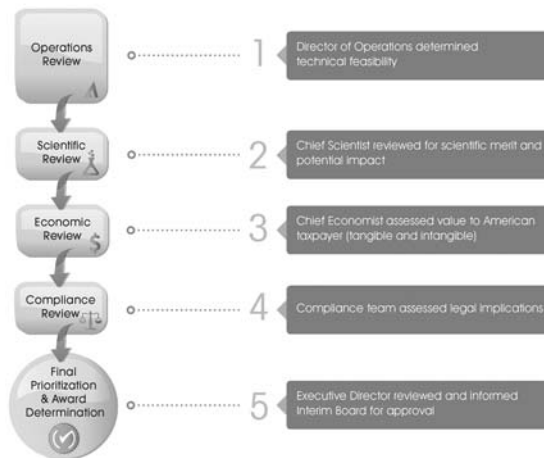 Operations
Review
1
Director of Operations determined
technical feasibility
Scientific
Review
2
Chief Scientist reviewed for scientific merit and
potential impact
Economic
Review
$
3
Chief Economist assessed value to American
taxpayer (tangible and intangible)
Compliance
Review
4
Compliance team assessed legal implications
Final
Prioritization
& Award
Determination
5
Executive Director reviewed and informed
Interim Board for approval